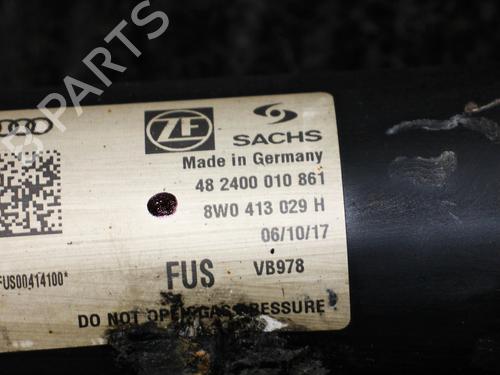 B PARTS
ZF SACHS
Made in Germany
48 2400 010 861
8W0 413 029 H
06/10/17
FUS VB978
FUS00414100*
DO NOT OPEN GAS PRESSURE